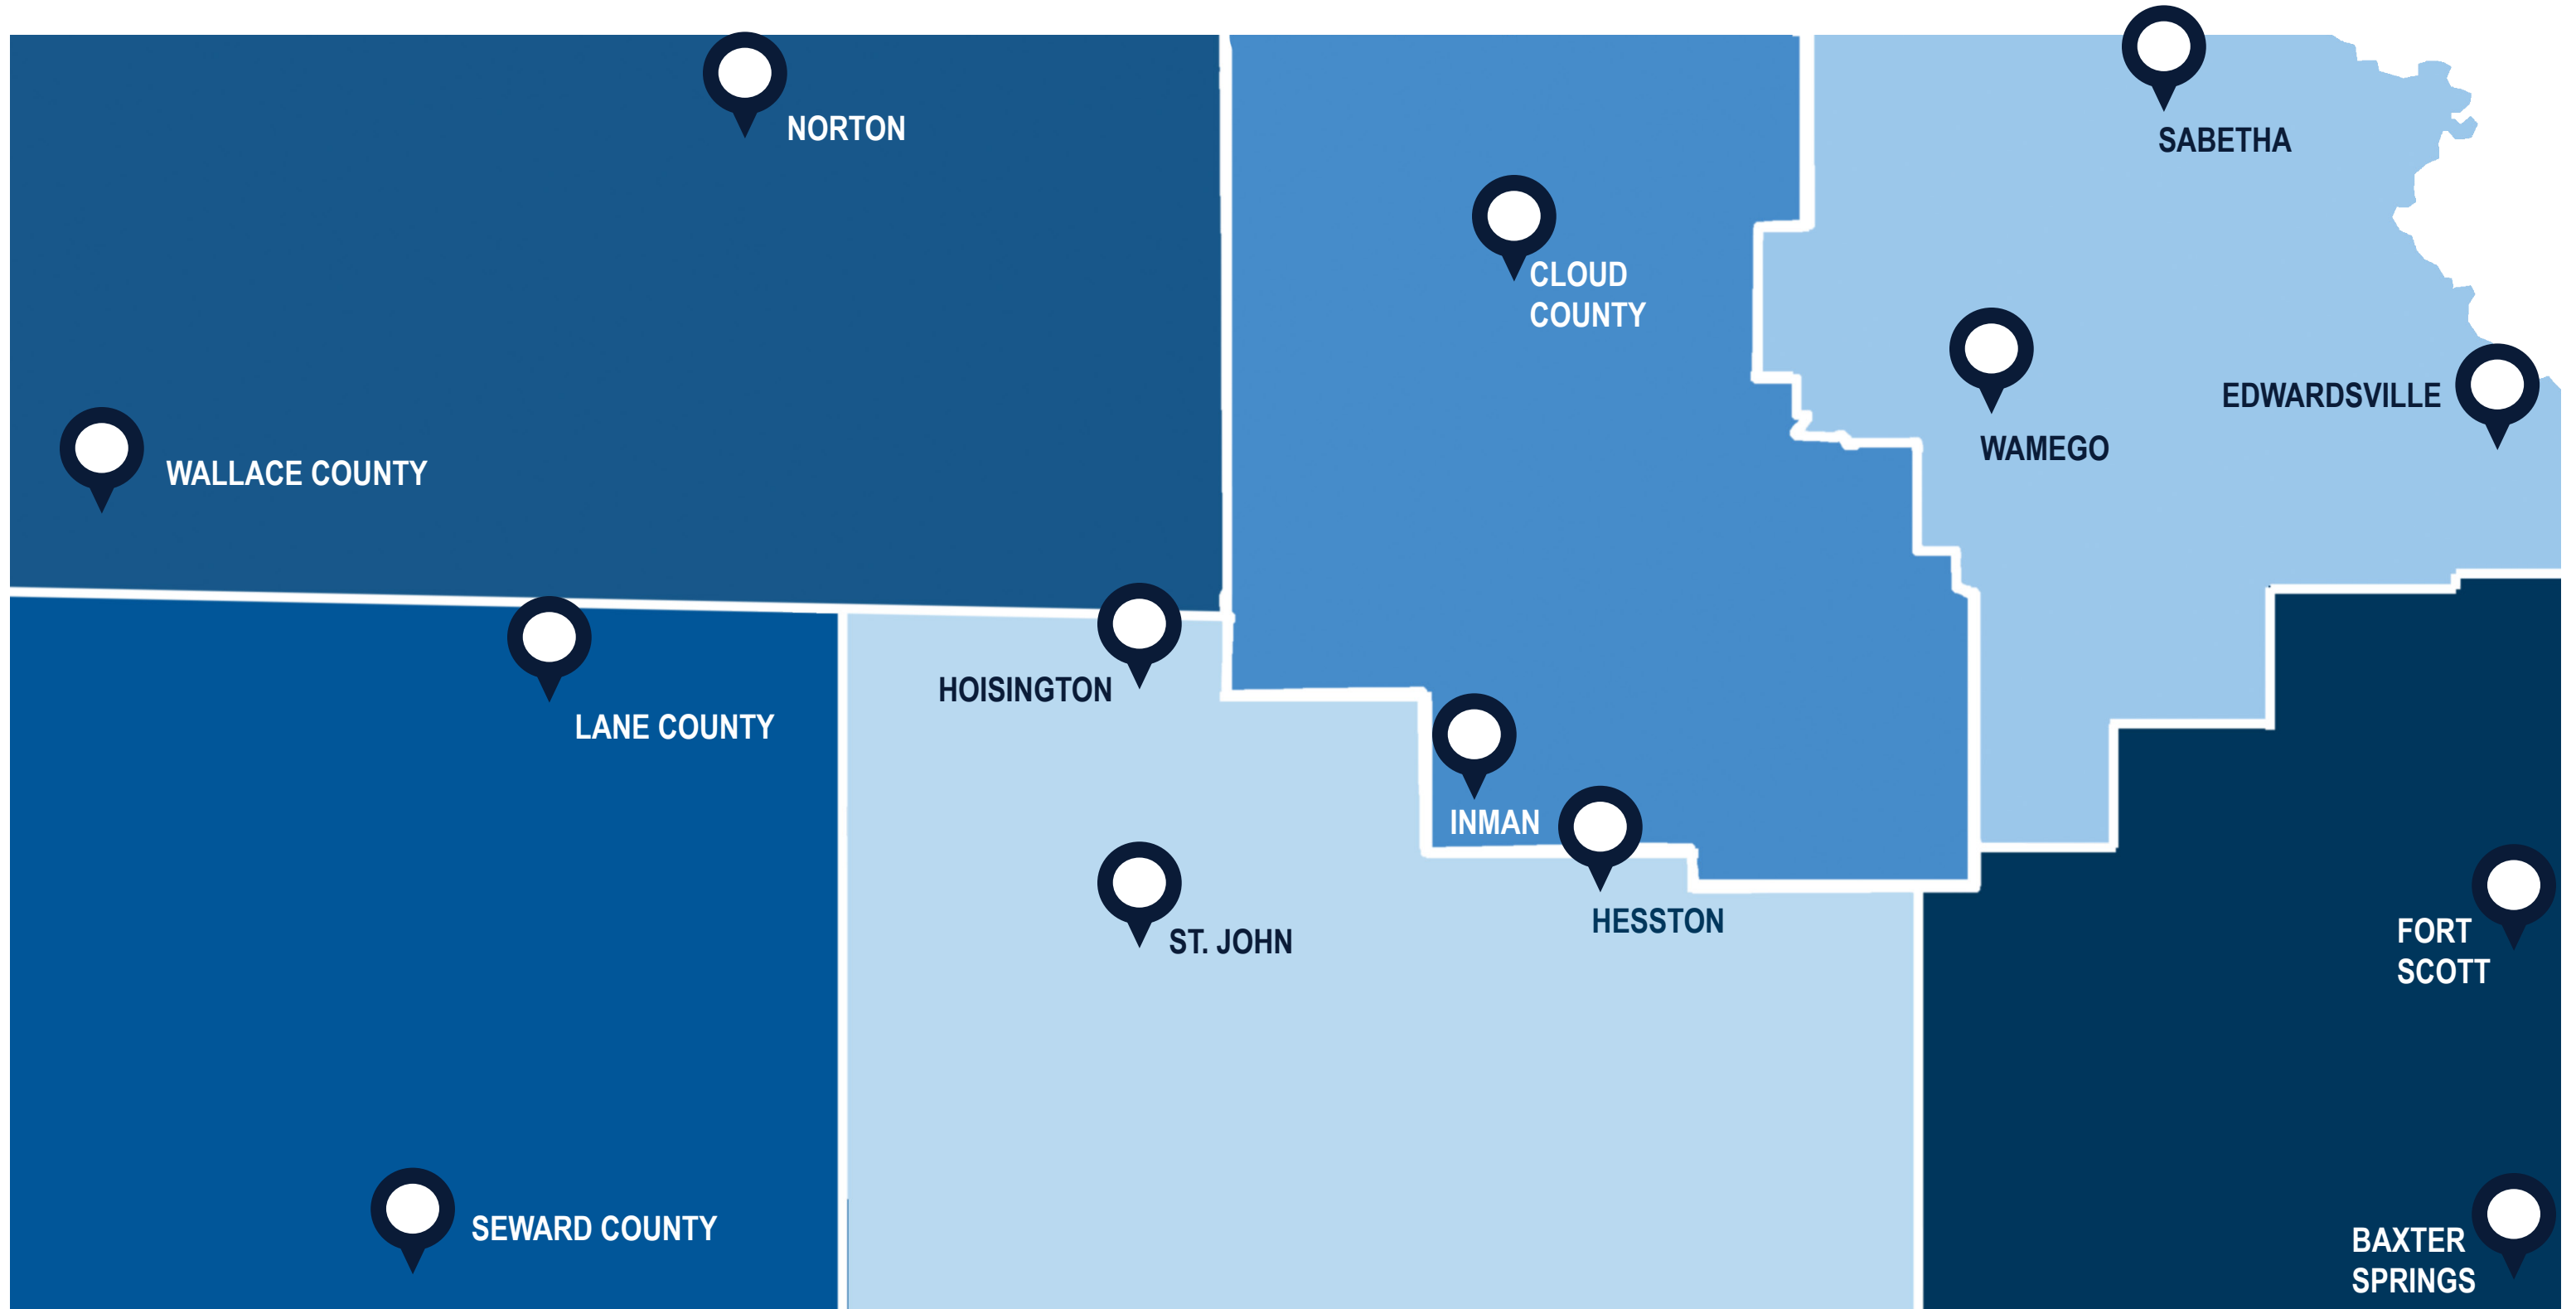 NORTON
SABETHA
CLOUD
COUNTY
EDWARDSVILLE
WAMEGO
WALLACE COUNTY
HOISINGTON
LANE COUNTY
INMAN
HESSTON
ST. JOHN
FORT
SCOTT
SEWARD COUNTY
BAXTER
SPRINGS